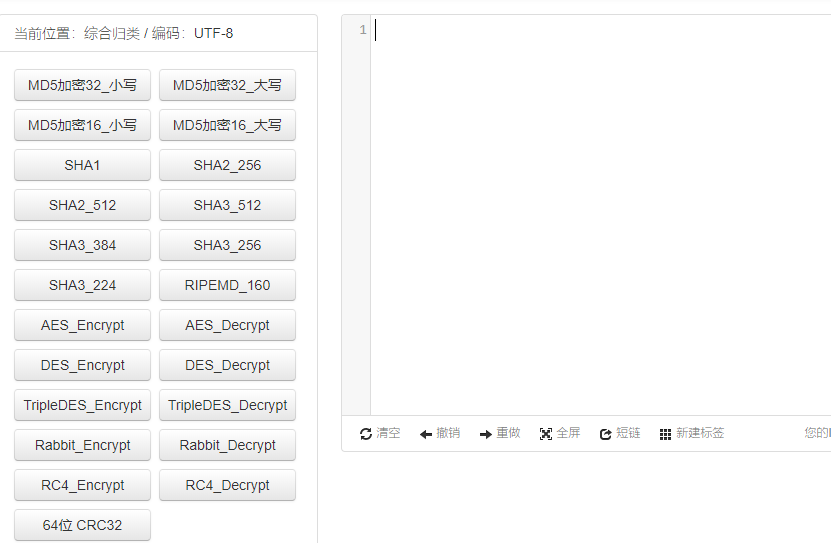 当前位置：综合归类 / 编码：UTF-8
MD5加密32_小写 MD5加密32_大写
MD5加密16_小写 MD5加密16_大写
SHA1 SHA2_256
SHA2_512 SHA3_512
SHA3_384 SHA3_256
SHA3_224 RIPEMD_160
AES_Encrypt AES_Decrypt
DES_Encrypt DES_Decrypt
TripleDES_Encrypt TripleDES_Decrypt
Rabbit_Encrypt Rabbit_Decrypt
RC4_Encrypt RC4_Decrypt
64位 CRC32
1
清空 撤销 重做 全屏 短链 新建标签 您的